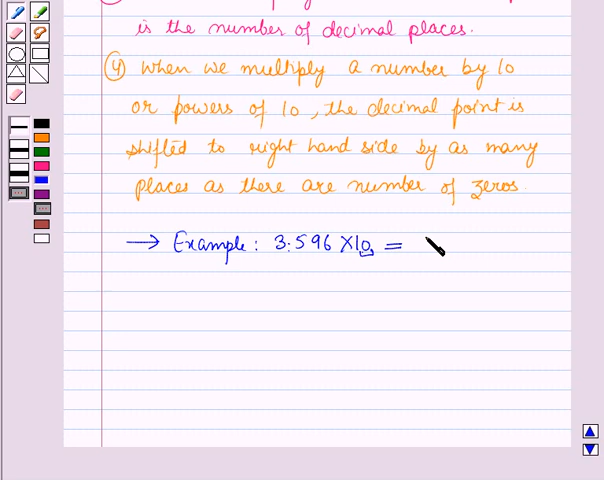 is the number of decimal places.
(4) When we multiply a number by 10
or powers of 10, the decimal point is
shifted to right hand side by as many
places as there are number of zeros.
→ Example: 3.596 X10 =